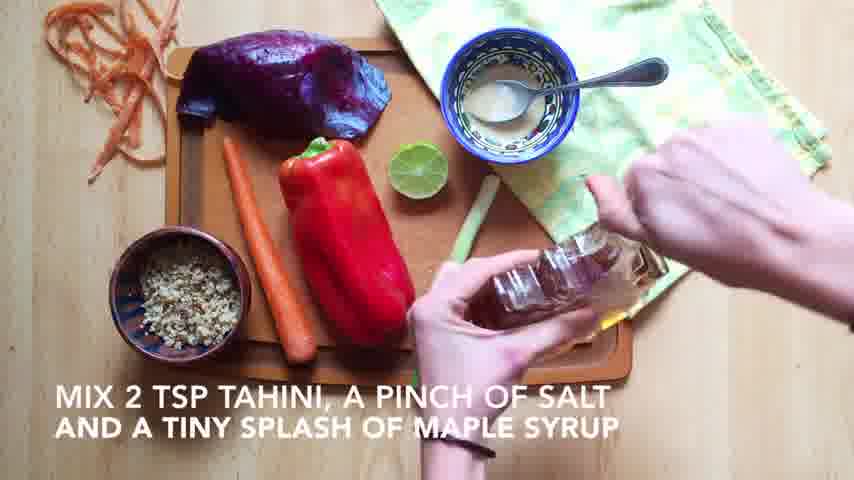 MIX 2 TSP TAHINI, A PINCH OF SALT
AND A TINY SPLASH OF MAPLE SYRUP